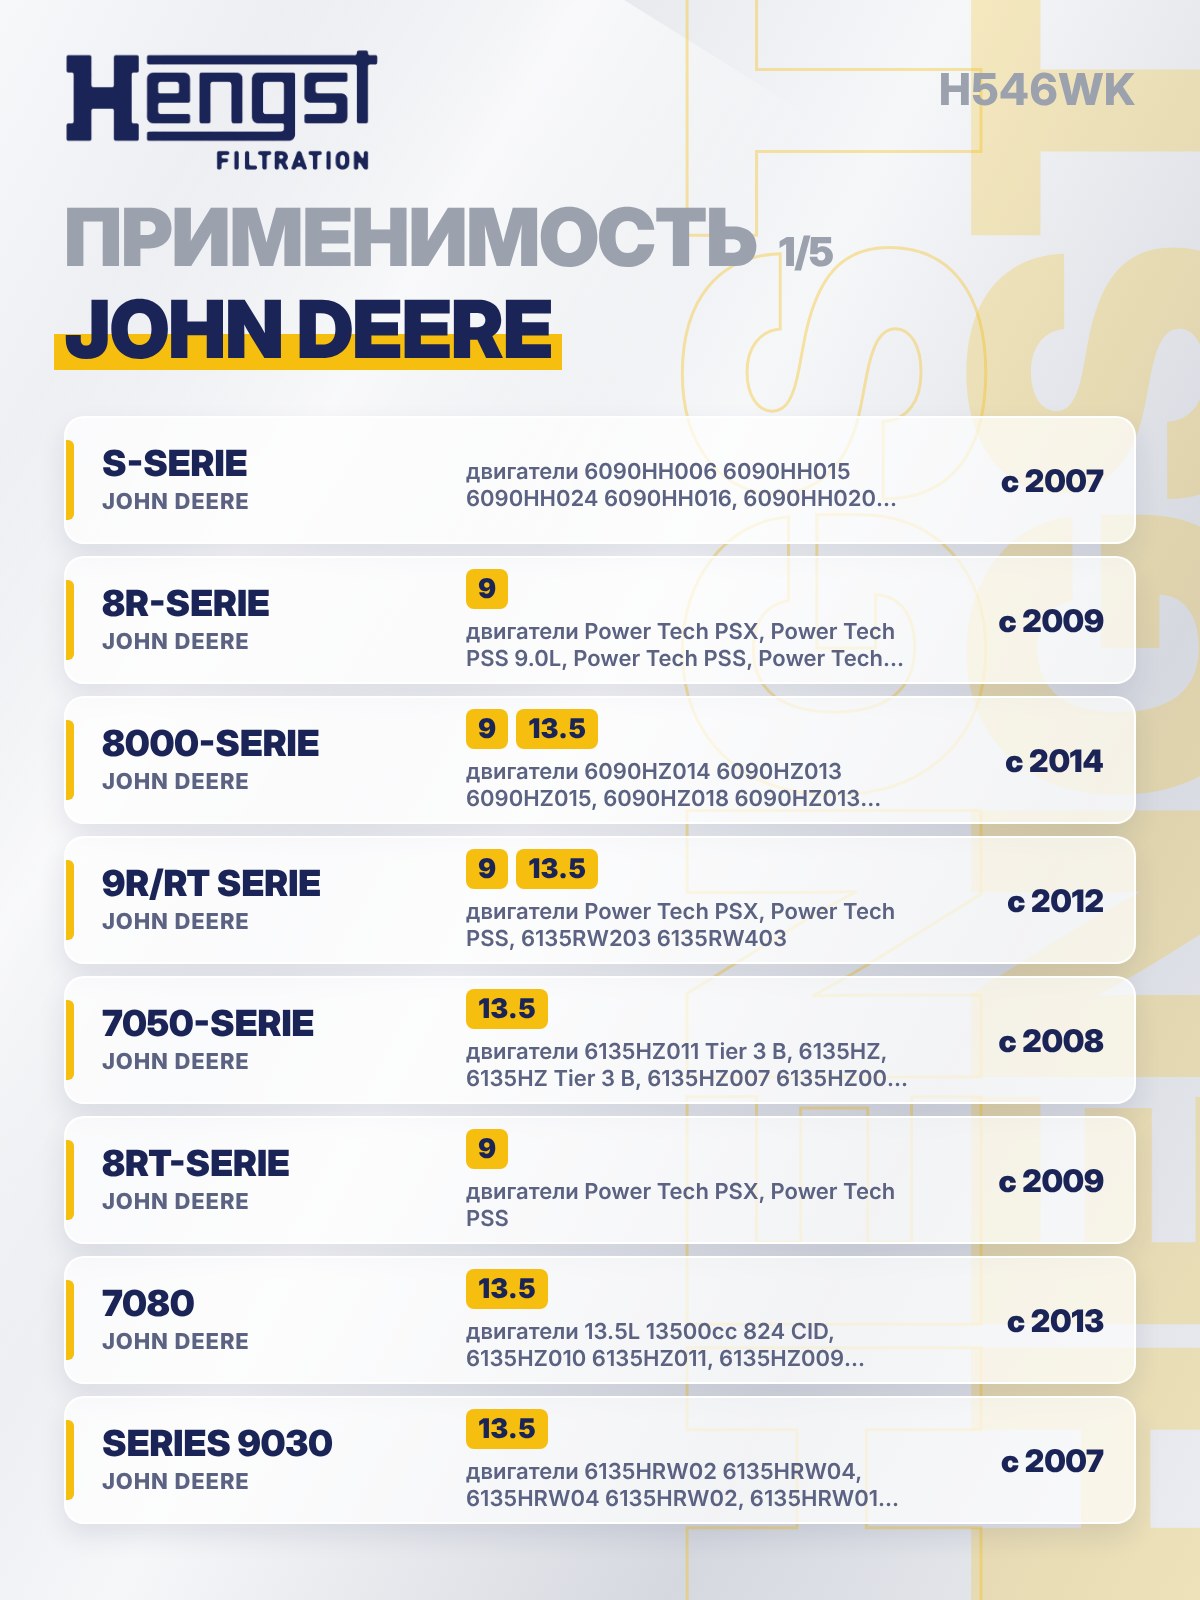 Hengst
FILTRATION
H546WK
ПРИМЕНИМОСТЬ 1/5
JOHN DEERE
S-SERIE
JOHN DEERE
двигатели 6090HH006 6090HH015
6090HH024 6090HH016, 6090HH020...
с 2007
8R-SERIE
JOHN DEERE
9
двигатели Power Tech PSX, Power Tech
PSS 9.0L, Power Tech PSS, Power Tech...
с 2009
8000-SERIE
JOHN DEERE
9 13.5
двигатели 6090HZ014 6090HZ013
6090HZ015, 6090HZ018 6090HZ013...
с 2014
9R/RT SERIE
JOHN DEERE
9 13.5
двигатели Power Tech PSX, Power Tech
PSS, 6135RW203 6135RW403
с 2012
7050-SERIE
JOHN DEERE
13.5
двигатели 6135HZ011 Tier 3 B, 6135HZ,
6135HZ Tier 3 B, 6135HZ007 6135HZ00...
с 2008
8RT-SERIE
JOHN DEERE
9
двигатели Power Tech PSX, Power Tech
PSS
с 2009
7080
JOHN DEERE
13.5
двигатели 13.5L 13500cc 824 CID,
6135HZ010 6135HZ011, 6135HZ009...
с 2013
SERIES 9030
JOHN DEERE
13.5
двигатели 6135HRW02 6135HRW04,
6135HRW04 6135HRW02, 6135HRW01...
с 2007
HENGST
HENGST